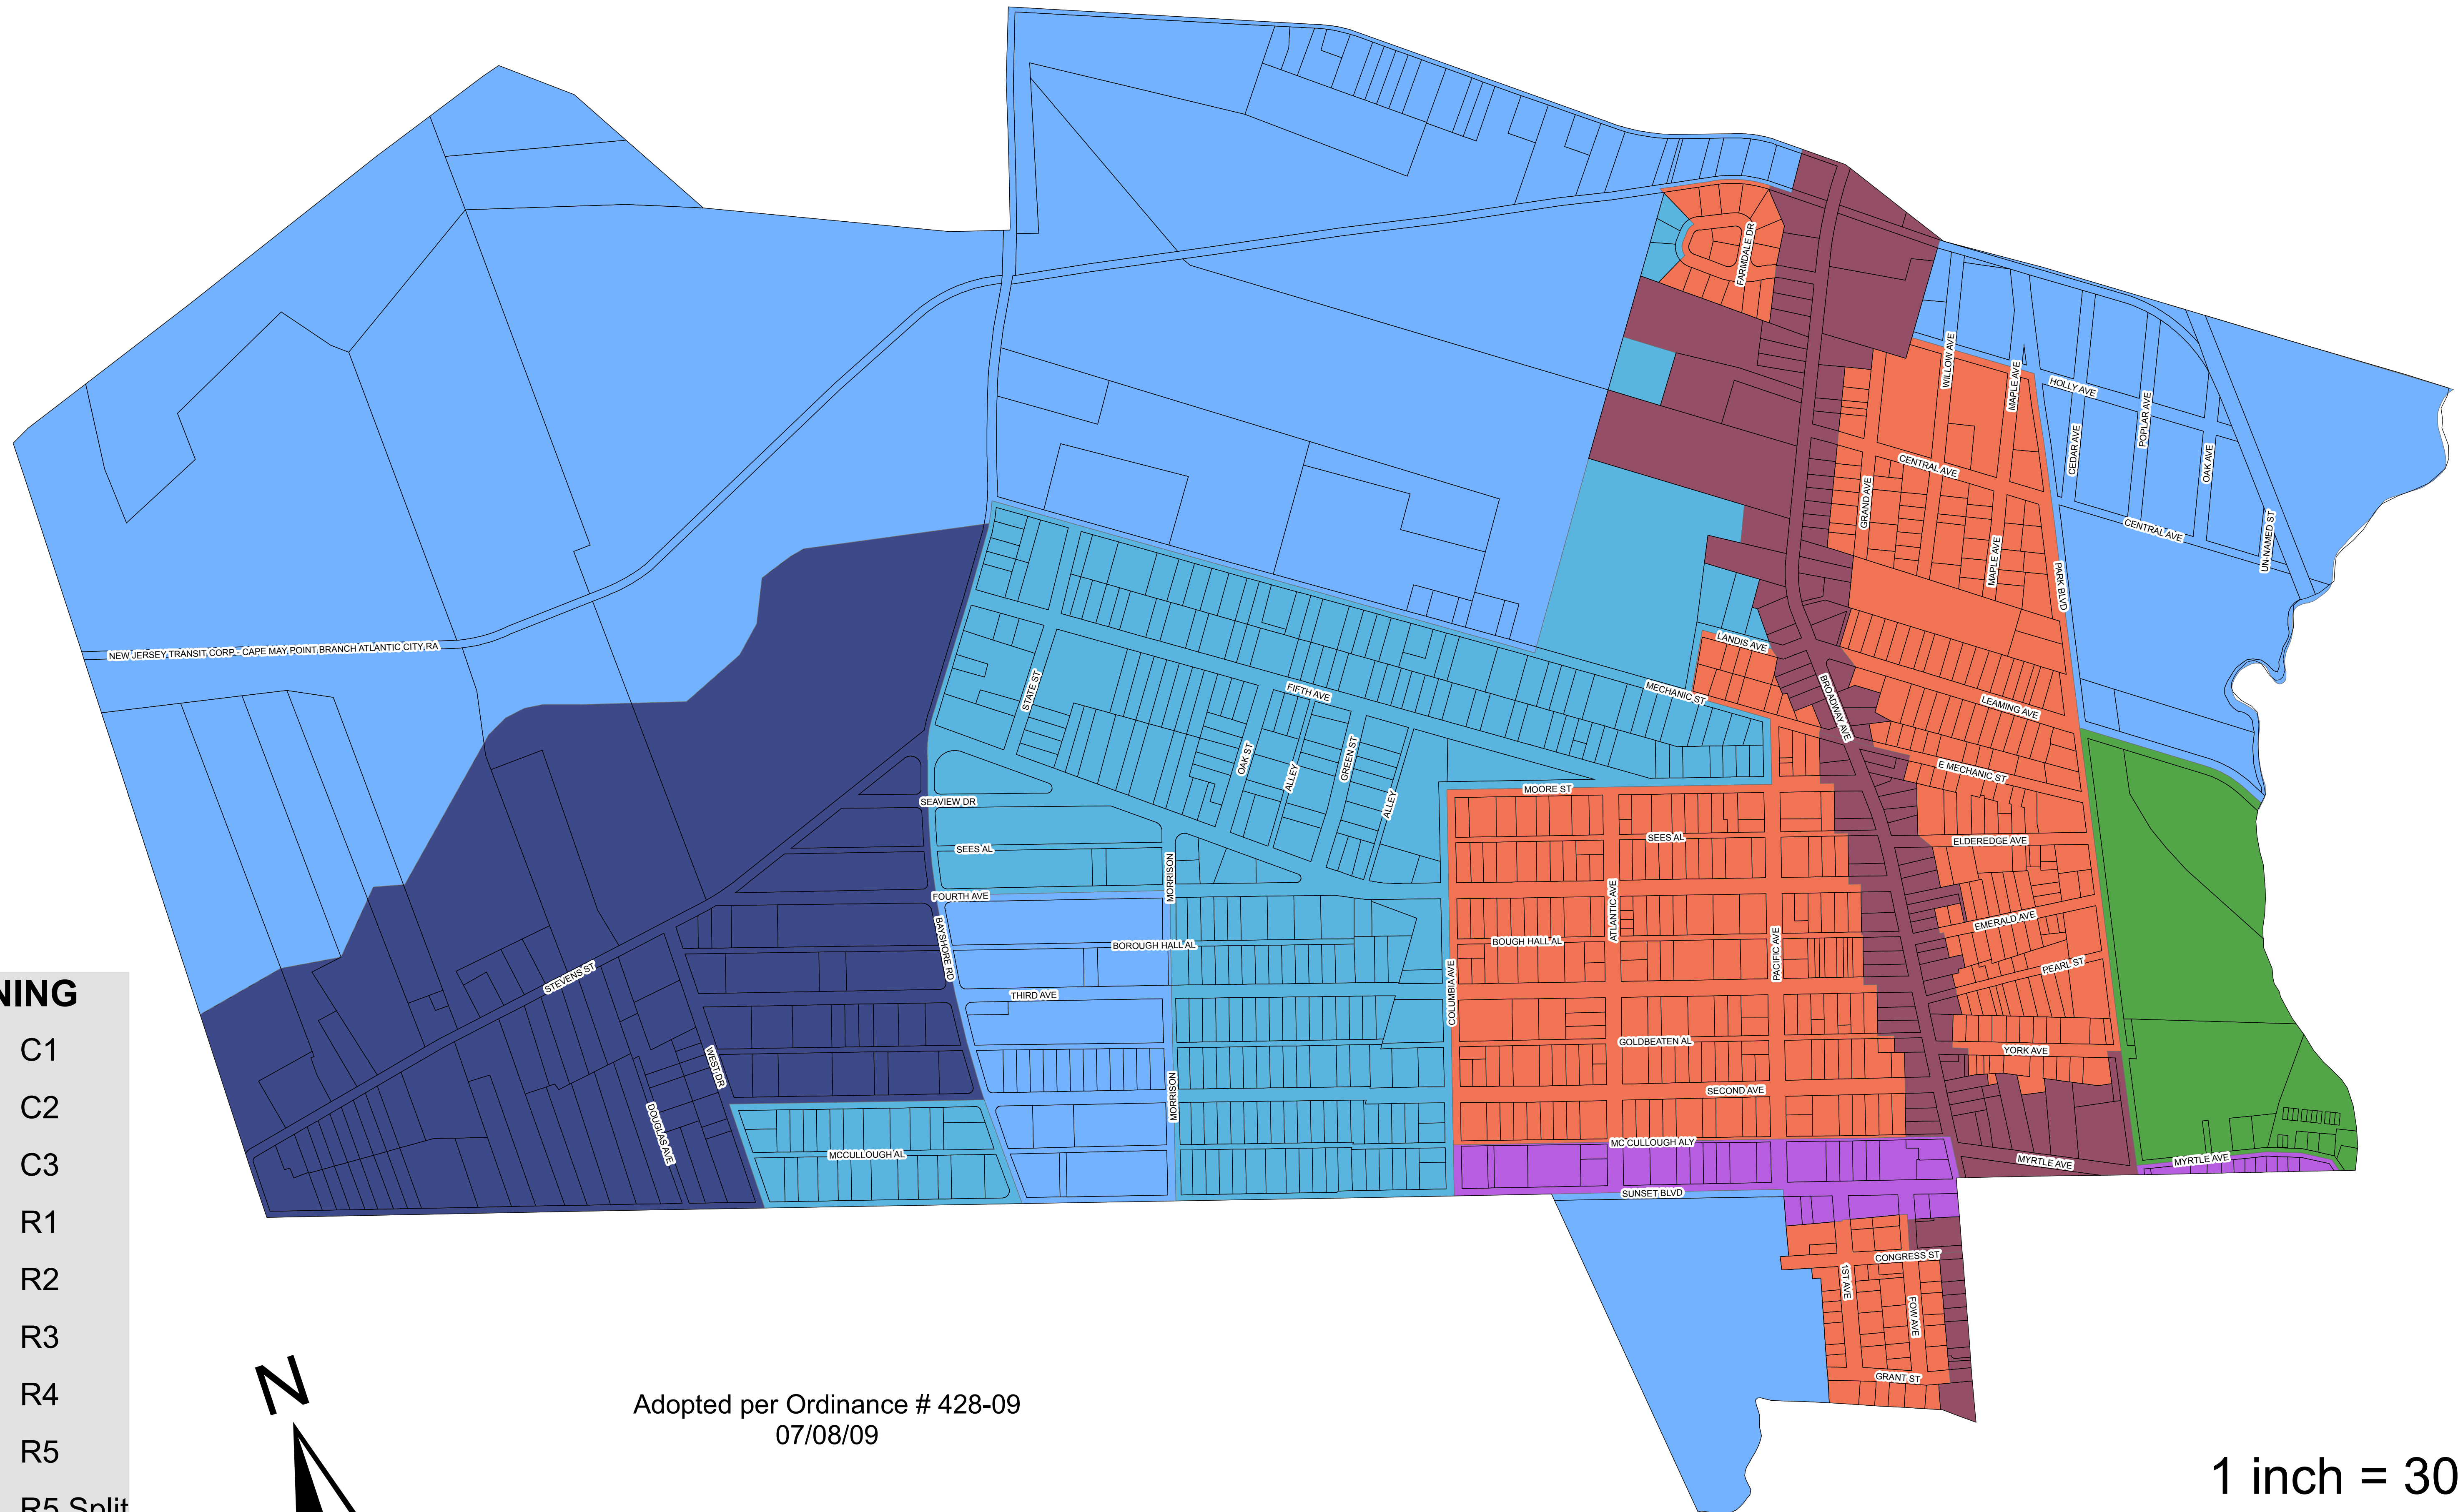 FARMDALE DR
WILLOW AVE
MAPLE AVE
HOLLY AVE
CEDAR AVE
POPLAR AVE
OAK AVE
CENTRAL AVE
GRAND AVE
CENTRAL AVE
UN-NAMED ST
MAPLE AVE
PARK BLVD
NEW JERSEY TRANSIT CORP - CAPE MAY POINT BRANCH ATLANTIC CITY RA
LANDIS AVE
STATE ST
FIFTH AVE
MECHANIC ST
BROADWAY AVE
LEAMING AVE
OAK ST
ALLEY
GREEN ST
ALLEY
E MECHANIC ST
SEAVIEW DR
MOORE ST
SEES AL
SEES AL
ELDEREDGE AVE
MORRISON
FOURTH AVE
ATLANTIC AVE
EMERALD AVE
BAYSHORE RD
BOROUGH HALL AL
BOUGH HALL AL
PACIFIC AVE
PEARL ST
STEVENS ST
THIRD AVE
COLUMBIA AVE
GOLDBEATEN AL
YORK AVE
WEST DR
MORRISON
SECOND AVE
DOUGLAS AVE
MCCULLOUGH AL
MC CULLOUGH ALY
MYRTLE AVE
MYRTLE AVE
SUNSET BLVD
CONGRESS ST
1ST AVE
FOW AVE
GRANT ST
NING
C1
C2
C3
R1
R2
R3
R4
R5
R5 Split
N
Adopted per Ordinance # 428-09
07/08/09
1 inch = 30